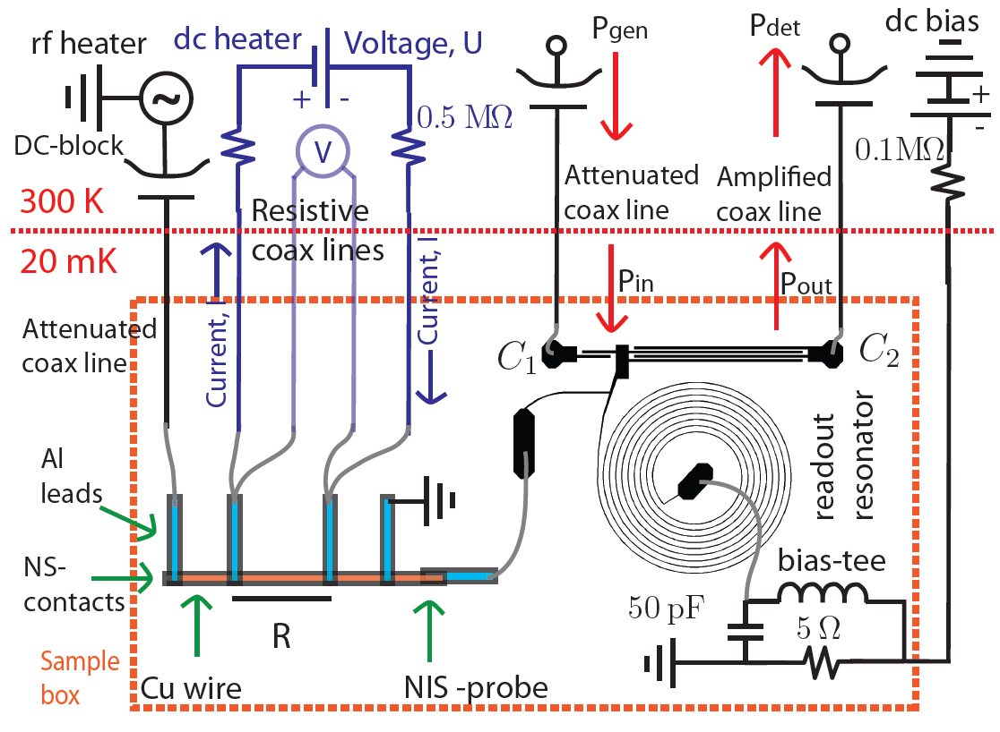 rf heater
dc heater
Voltage, U
Pgen
Pdet
dc bias
+ -
~
V
0.5 MΩ
+
-
DC-block
0.1MΩ
Attenuated
coax line
Amplified
coax line
300 K
Resistive
coax lines
20 mK
Current, I
Current, I
Pin
Pout
Attenuated
coax line
C1
C2
readout
resonator
Al
leads
NS-
contacts
bias-tee
50 pF
5 Ω
R
Sample
box
Cu wire
NIS -probe